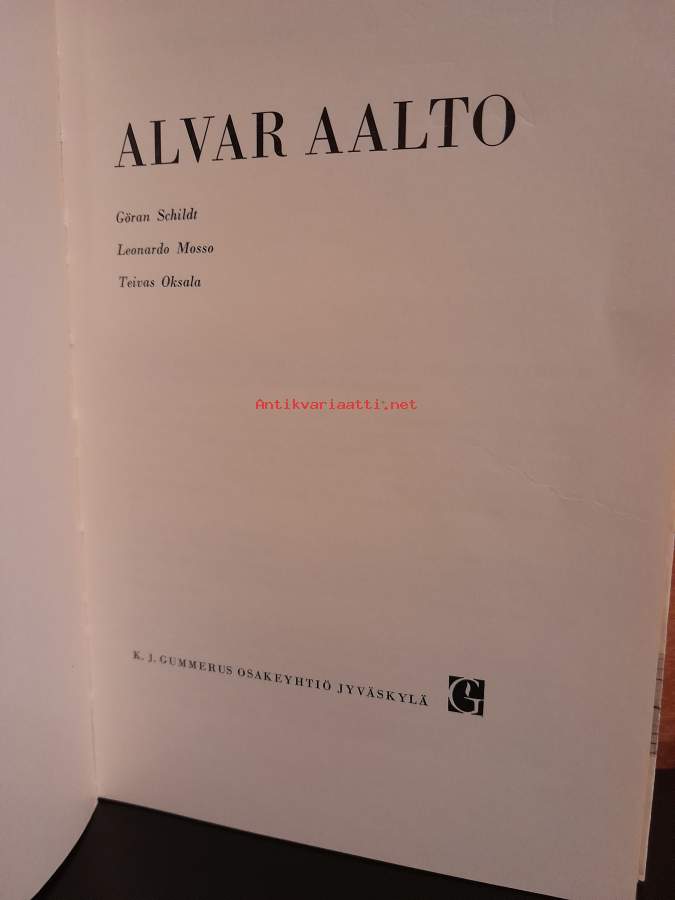 ALVAR AALTO
Göran Schildt
Leonardo Mosso
Teivas Oksala
Antikvariaatti.net
K. J. GUMMERUS OSAKEYHTIÖ JYVÄSKYLÄ
G